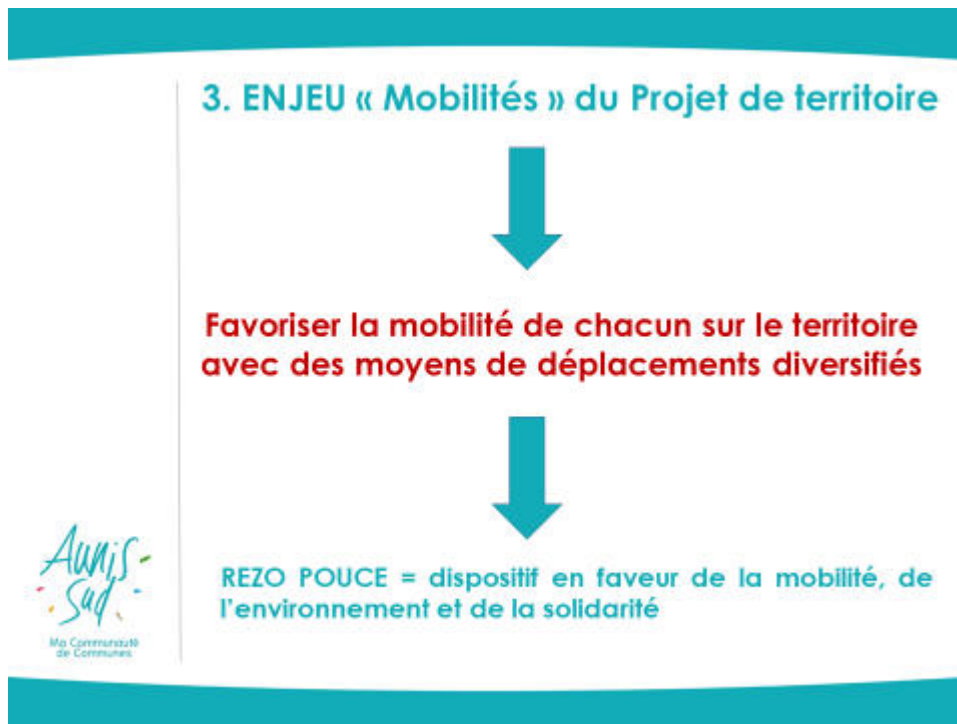 3. ENJEU « Mobilités » du Projet de territoire
Favoriser la mobilité de chacun sur le territoire
avec des moyens de déplacements diversifiés
REZO POUCE = dispositif en faveur de la mobilité, de
l'environnement et de la solidarité
Aunis
Sud
Ma Communauté
de Communes